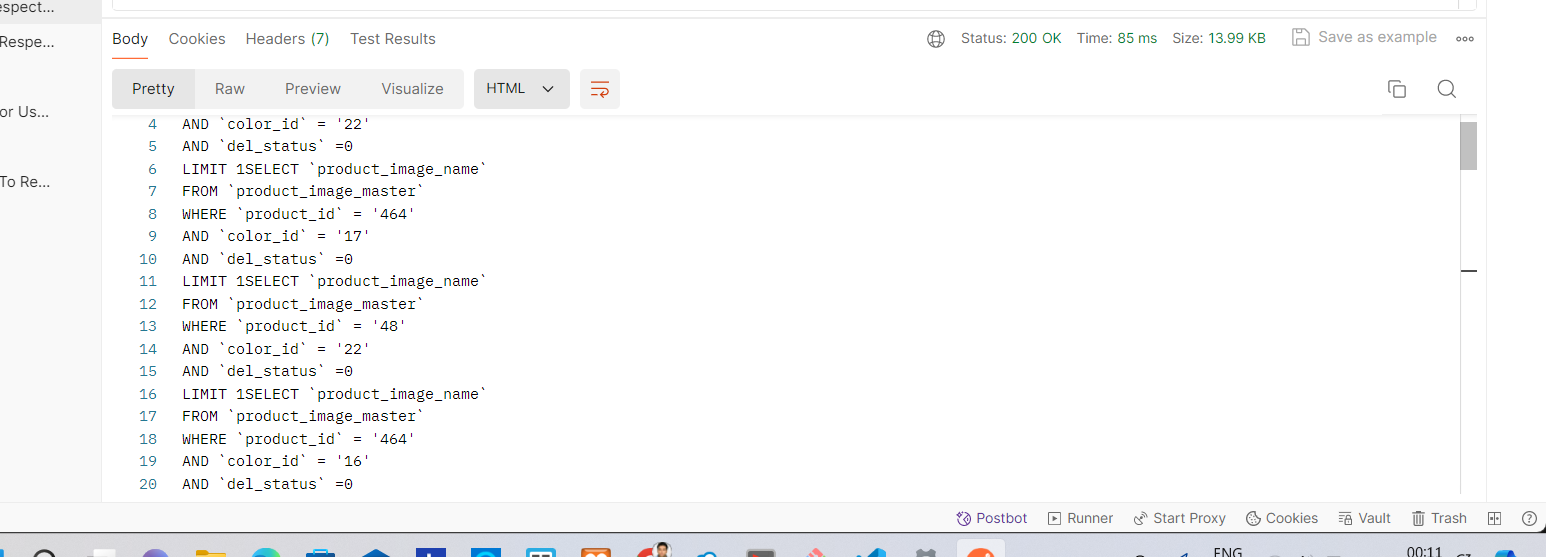 espect...
Respe...
or Us...
To Re...
Body Cookies Headers (7) Test Results
Status: 200 OK Time: 85 ms Size: 13.99 KB Save as example
Pretty Raw Preview Visualize HTML
4 AND `color_id` = '22'
5 AND `del_status` =0
6 LIMIT 1SELECT `product_image_name`
7 FROM `product_image_master`
8 WHERE `product_id` = '464'
9 AND `color_id` = '17'
10 AND `del_status` =0
11 LIMIT 1SELECT `product_image_name`
12 FROM `product_image_master`
13 WHERE `product_id` = '48'
14 AND `color_id` = '22'
15 AND `del_status` =0
16 LIMIT 1SELECT `product_image_name`
17 FROM `product_image_master`
18 WHERE `product_id` = '464'
19 AND `color_id` = '16'
20 AND `del_status` =0
Postbot Runner Start Proxy Cookies Vault Trash
ENG 00:11